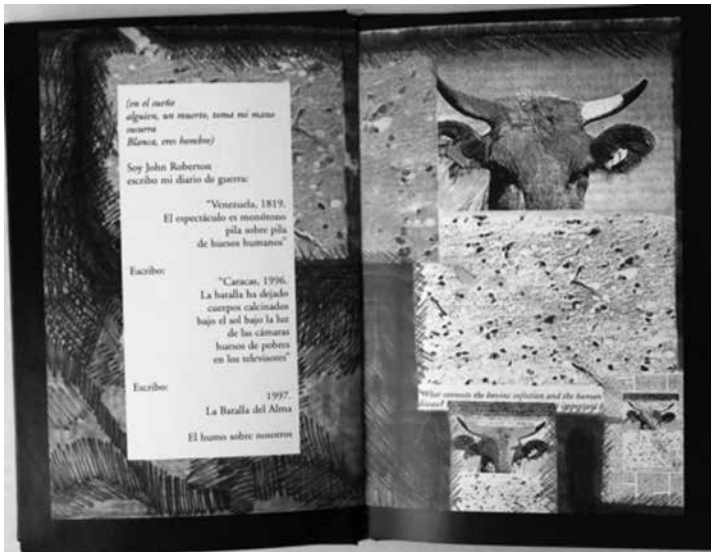 (en el sueño
alguien, un muerto, toma mi mano
susurra
Blanca, eres hombre)
Soy John Roberton
escribo mi diario de guerra:
"Venezuela, 1819.
El espectáculo es monótono
pila sobre pila
de huesos humanos"
Escribo:
"Caracas, 1996.
La batalla ha dejado
cuerpos calcinados
bajo el sol bajo la luz
de las cámaras
huesos de pobres
en los televisores"
Escribo:
1997.
La Batalla del Alma
El humo sobre nosotros
What connects the bovine infection and the human